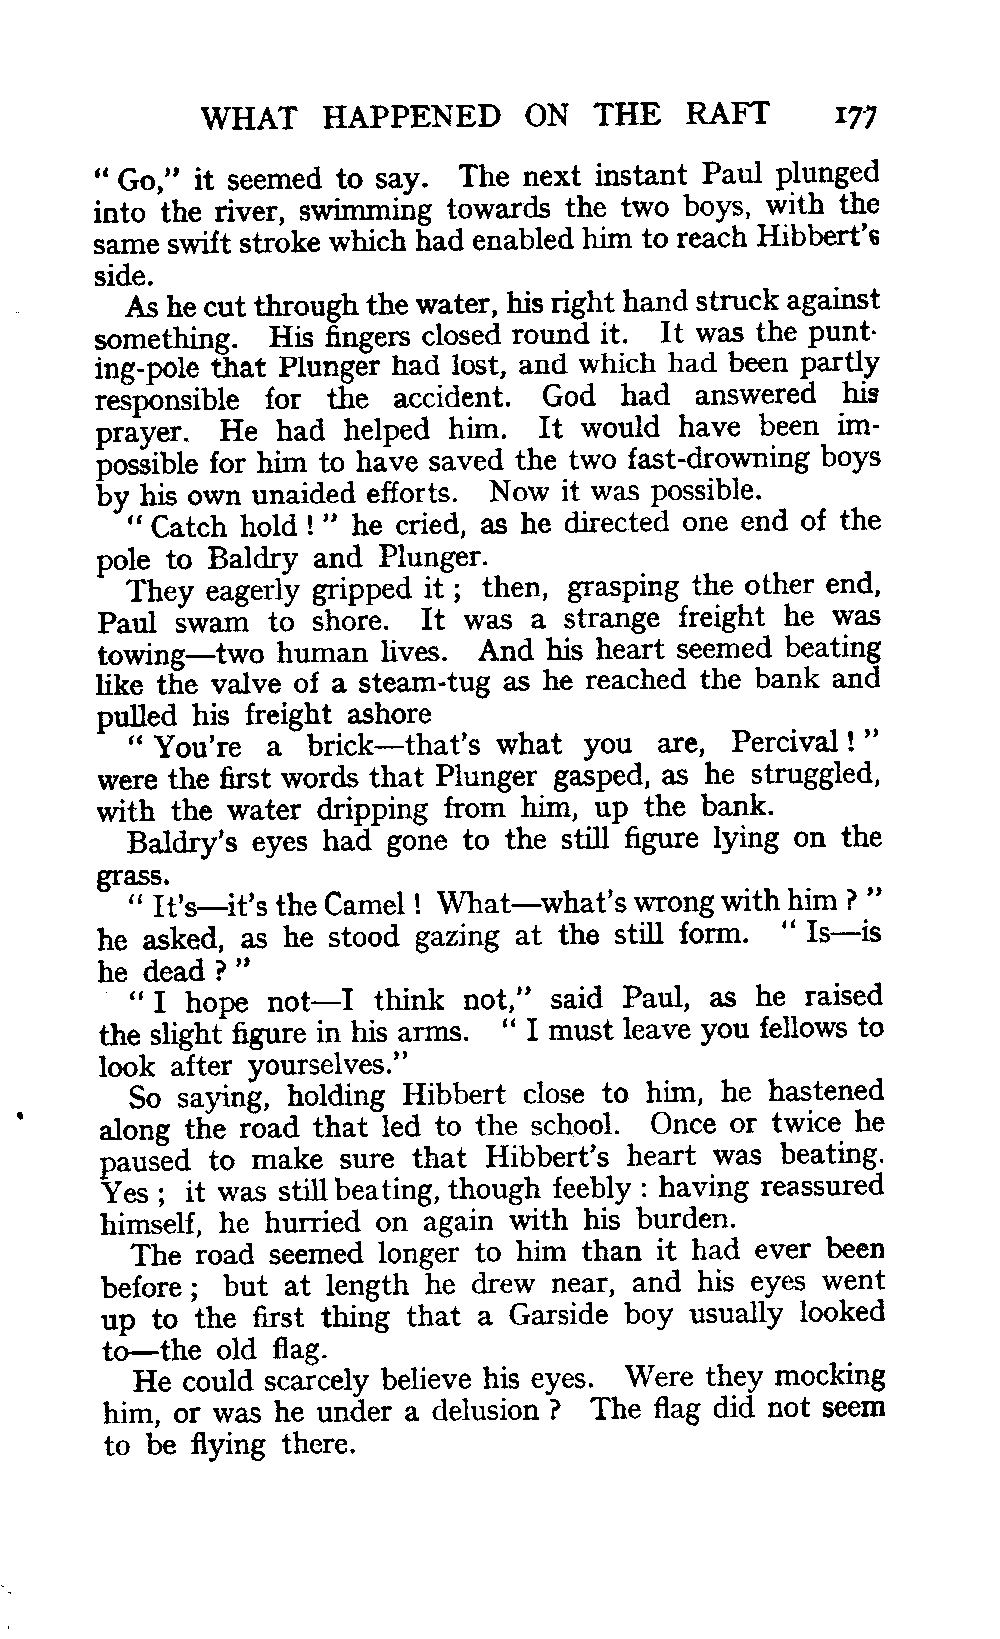 WHAT HAPPENED ON THE RAFT 177
" Go," it seemed to say. The next instant Paul plunged
into the river, swimming towards the two boys, with the
same swift stroke which had enabled him to reach Hibbert's
side.
As he cut through the water, his right hand struck against
something. His fingers closed round it. It was the punt-
ing-pole that Plunger had lost, and which had been partly
responsible for the accident. God had answered his
prayer. He had helped him. It would have been im-
possible for him to have saved the two fast-drowning boys
by his own unaided efforts. Now it was possible.
" Catch hold ! " he cried, as he directed one end of the
pole to Baldry and Plunger.
They eagerly gripped it ; then, grasping the other end,
Paul swam to shore. It was a strange freight he was
towing—two human lives. And his heart seemed beating
like the valve of a steam-tug as he reached the bank and
pulled his freight ashore
" You're a brick—that's what you are, Percival ! "
were the first words that Plunger gasped, as he struggled,
with the water dripping from him, up the bank.
Baldry's eyes had gone to the still figure lying on the
grass.
" It's—it's the Camel ! What—what's wrong with him ? "
he asked, as he stood gazing at the still form. " Is—is
he dead ? "
" I hope not—I think not," said Paul, as he raised
the slight figure in his arms. " I must leave you fellows to
look after yourselves."
So saying, holding Hibbert close to him, he hastened
along the road that led to the school. Once or twice he
paused to make sure that Hibbert's heart was beating.
Yes ; it was still beating, though feebly : having reassured
himself, he hurried on again with his burden.
The road seemed longer to him than it had ever been
before ; but at length he drew near, and his eyes went
up to the first thing that a Garside boy usually looked
to—the old flag.
He could scarcely believe his eyes. Were they mocking
him, or was he under a delusion ? The flag did not seem
to be flying there.